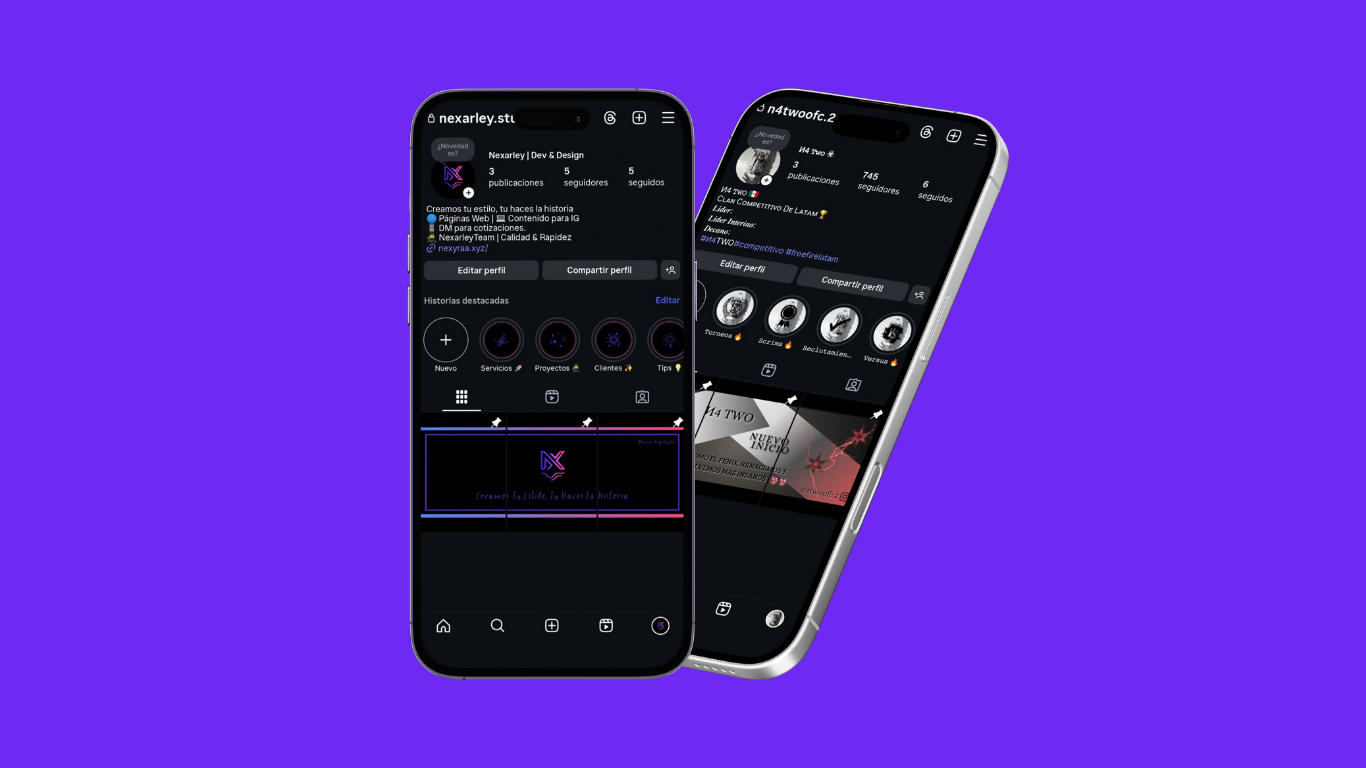 nexarley.stu
¿Novedad
es?
Nexarley | Dev & Design
3
publicaciones
5
seguidores
5
seguidos
Creamos tu estilo, tu haces la historia
🔵 Páginas Web | 💻 Contenido para IG
📱 DM para cotizaciones.
NexarleyTeam | Calidad & Rapidez
nexyraa.xyz/
Editar perfil
Compartir perfil
Historias destacadas
Editar
Nuevo
Servicios 🚀
Proyectos
Clientes ✨
Tips 💡
Creamos Tu Estilo, Tu Haces La Historia
n4twoofc.2
¿Novedad
es?
И4 Two ☣
3
publicaciones
745
seguidores
6
seguidos
И4 TWO 🇲🇽
Clan Competitivo De Latam 🏆
Líder:
Líder Interino:
Decano:
#И4TWO#competitivo #freefirelatam
Editar perfil
Compartir perfil
Torneos 🔥
Scrims 🔥
Reclutamien...
Versus 🔥
И4 TWO
NUEVO
INICIO
OMO EL FENIX, RENACEMOS Y
LVEMOS MAS INSANOS
n4twoofc.2